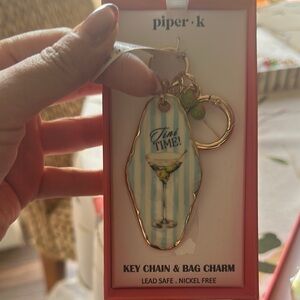 piper·k
Tini
TIME!
KEY CHAIN & BAG CHARM
LEAD SAFE . NICKEL FREE